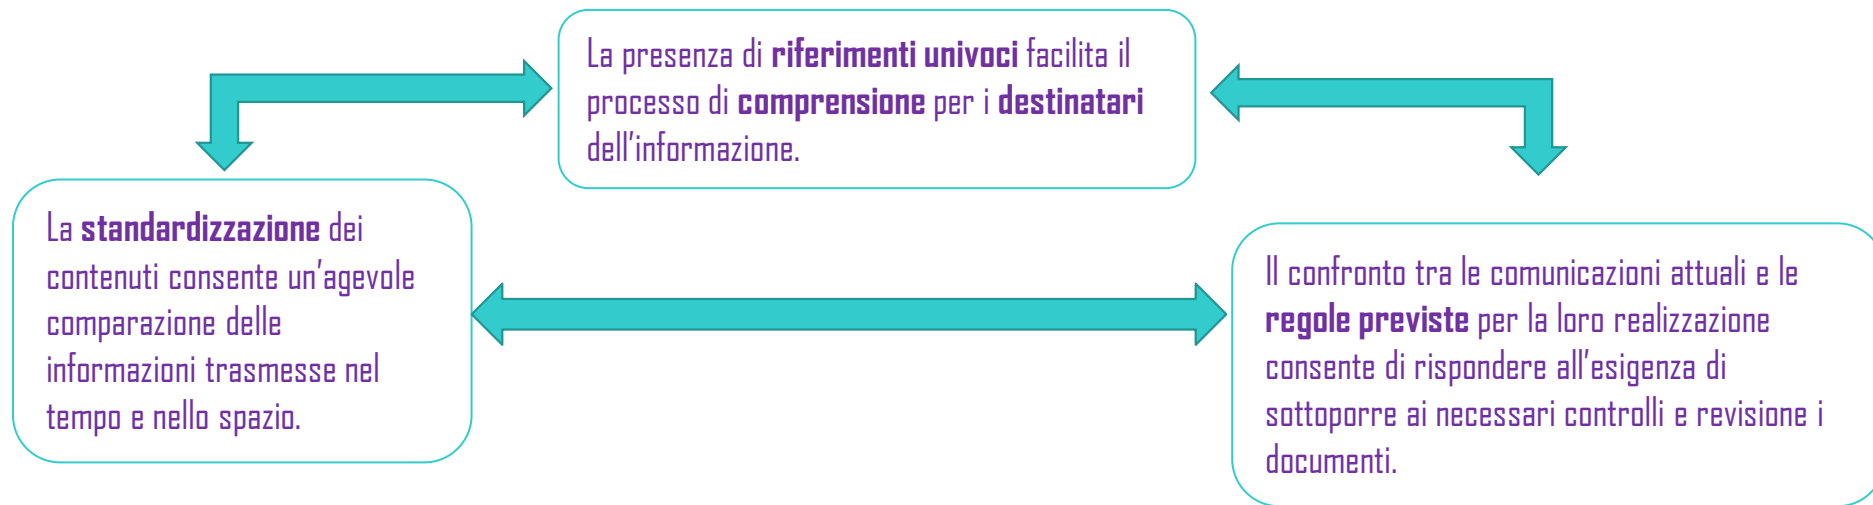 La presenza di riferimenti univoci facilita il
processo di comprensione per i destinatari
dell'informazione.
La standardizzazione dei
contenuti consente un'agevole
comparazione delle
informazioni trasmesse nel
tempo e nello spazio.
Il confronto tra le comunicazioni attuali e le
regole previste per la loro realizzazione
consente di rispondere all'esigenza di
sottoporre ai necessari controlli e revisione i
documenti.